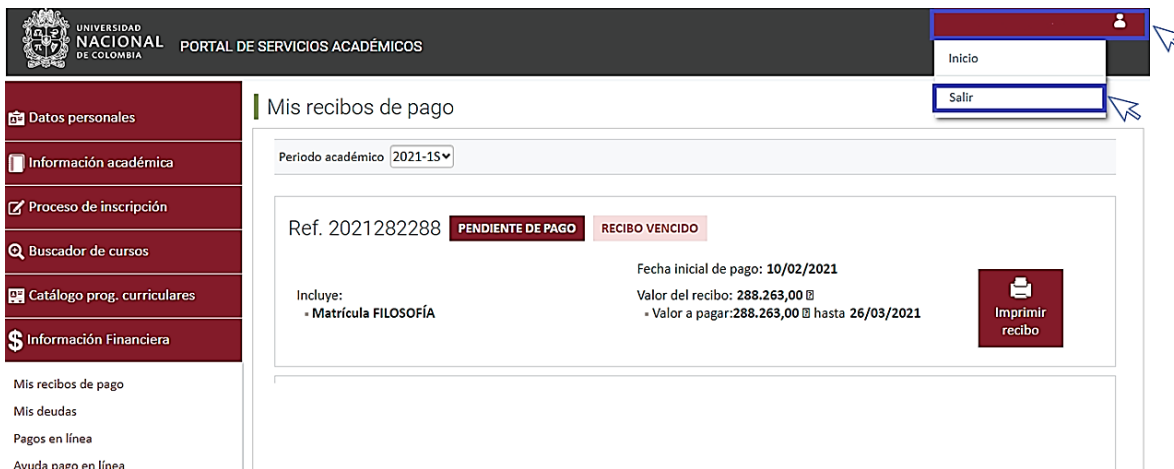 UNIVERSIDAD
NACIONAL
DE COLOMBIA
PORTAL DE SERVICIOS ACADÉMICOS
Inicio
Salir
Datos personales
Información académica
Proceso de inscripción
Buscador de cursos
Catálogo prog. curriculares
Información Financiera
Mis recibos de pago
Mis deudas
Pagos en línea
Ayuda pago en línea
Mis recibos de pago
Periodo académico 2021-1S
Ref. 2021282288 PENDIENTE DE PAGO RECIBO VENCIDO
Incluye:
Matrícula FILOSOFÍA
Fecha inicial de pago: 10/02/2021
Valor del recibo: 288.263,00
Valor a pagar:288.263,00 hasta 26/03/2021
Imprimir
recibo